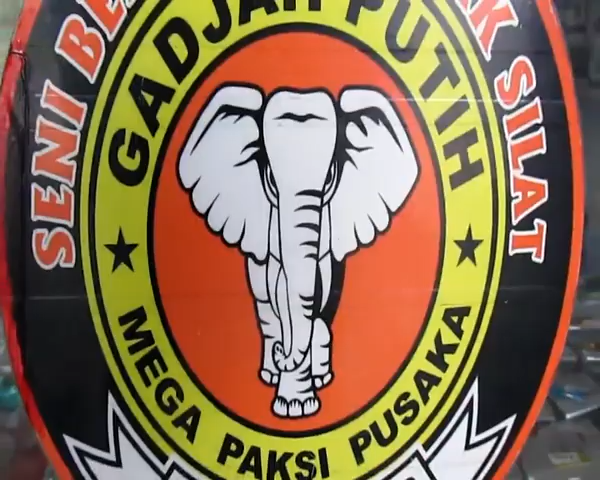 SENI BE
SILAT
GADJAH PUTIH
MEGA PAKSI PUSAKA